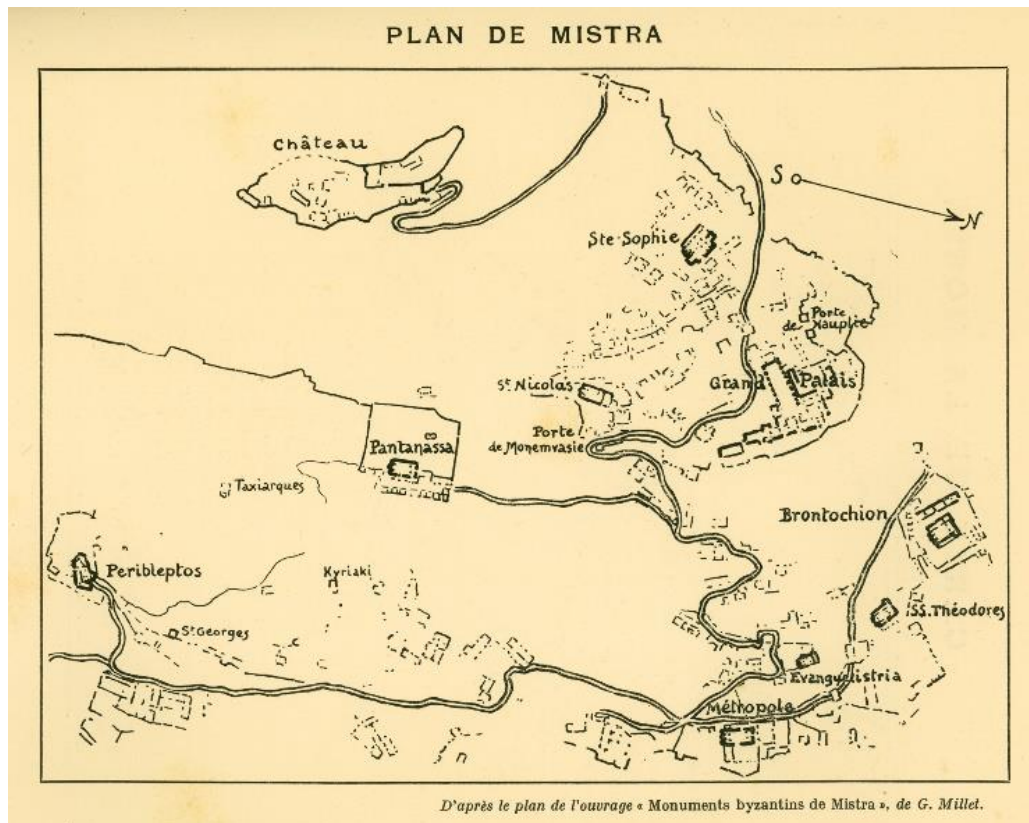 PLAN DE MISTRA
Château
S
N
Ste Sophie
Porte
de Nauplie
St Nicolas
Grand Palais
Porte
de Monemvasie
Pantanassa
Taxiarques
Brontochion
Peribleptos
Kyriaki
SS. Théodores
St Georges
Evanguélistria
Métropole
D'après le plan de l'ouvrage « Monuments byzantins de Mistra », de G. Millet.